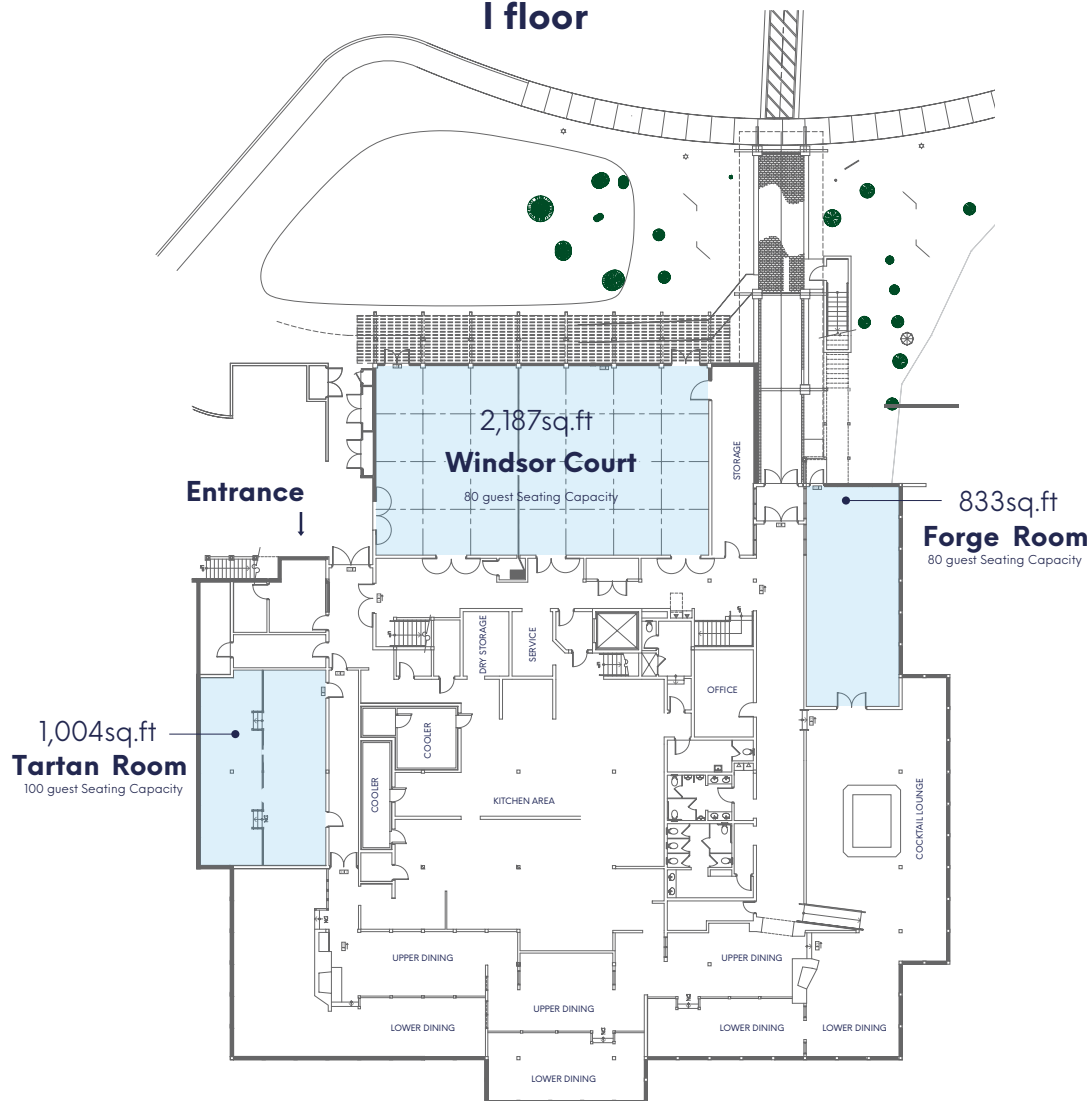 1 floor
2,187sq.ft
Windsor Court
80 guest Seating Capacity
STORAGE
Entrance
833sq.ft
Forge Room
80 guest Seating Capacity
DRY STORAGE
SERVICE
OFFICE
1,004sq.ft
Tartan Room
100 guest Seating Capacity
COOLER
COOLER
KITCHEN AREA
COCKTAIL LOUNGE
UPPER DINING
UPPER DINING
UPPER DINING
LOWER DINING
LOWER DINING
LOWER DINING
LOWER DINING